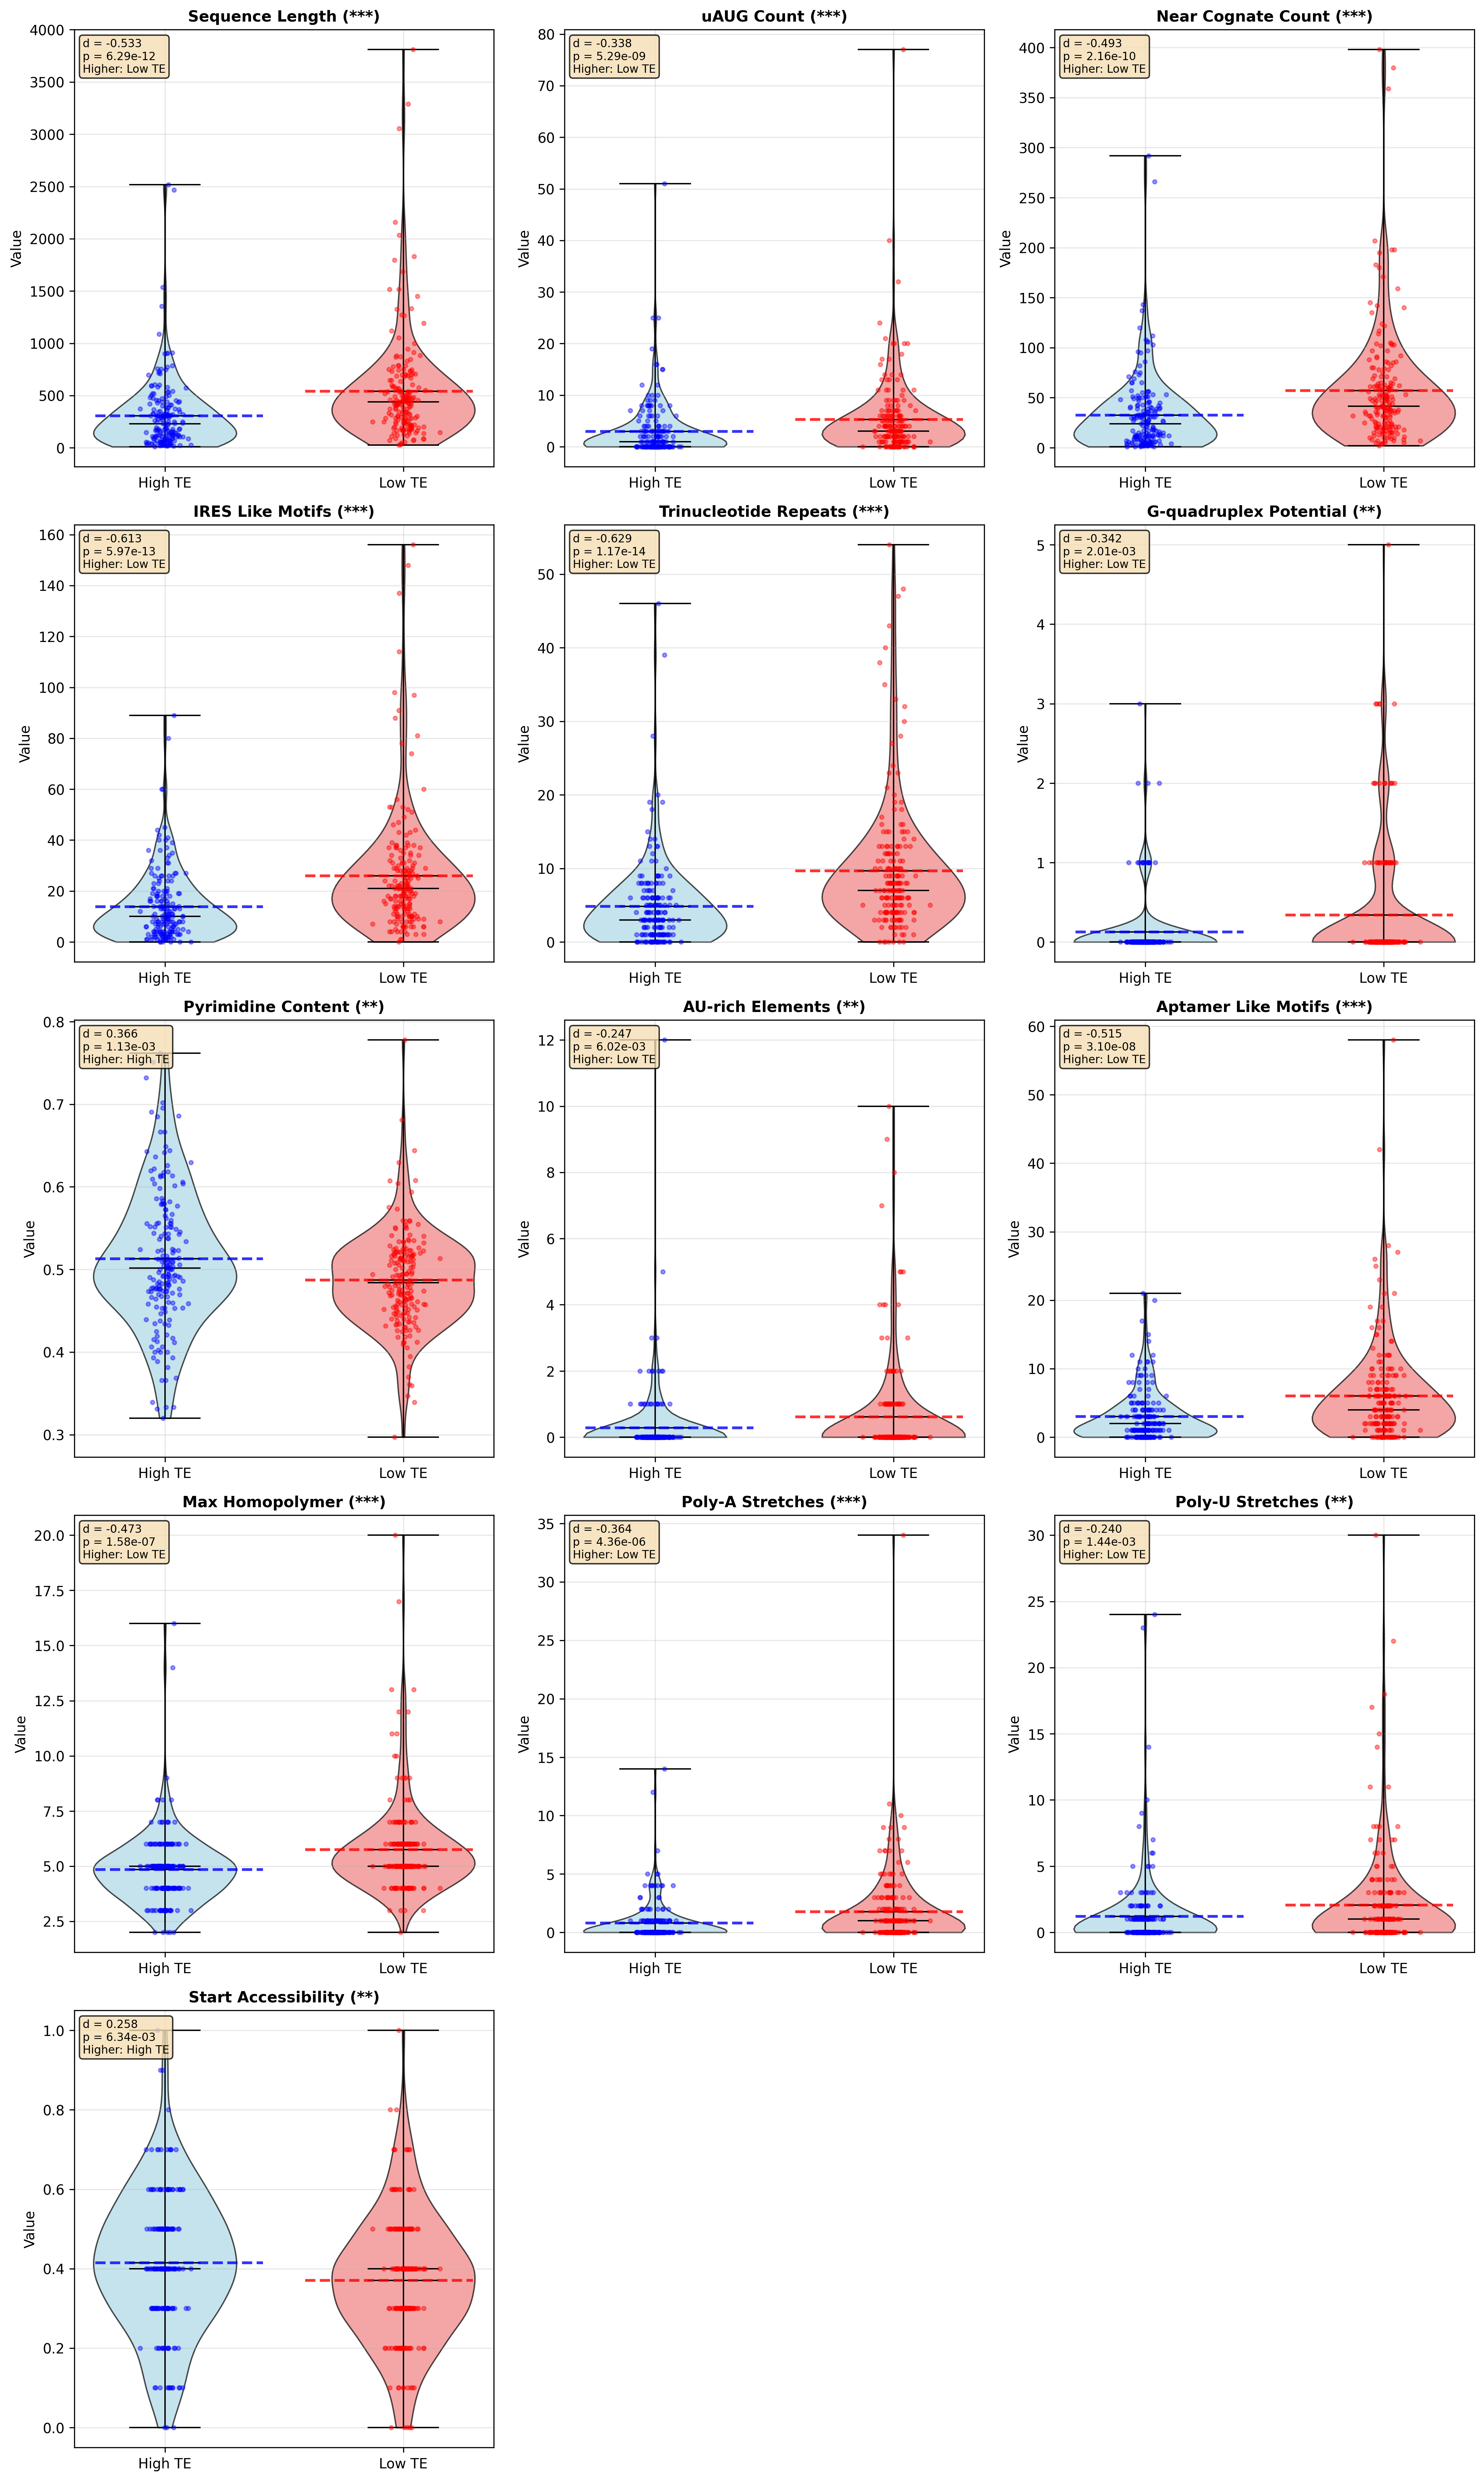 Sequence Length (***)
d = -0.533
p = 6.29e-12
Higher: Low TE
4000
3500
3000
2500
2000
1500
1000
500
0
Value
High TE
Low TE
uAUG Count (***)
d = -0.338
p = 5.29e-09
Higher: Low TE
80
70
60
50
40
30
20
10
0
Value
High TE
Low TE
Near Cognate Count (***)
d = -0.493
p = 2.16e-10
Higher: Low TE
400
350
300
250
200
150
100
50
0
Value
High TE
Low TE
IRES Like Motifs (***)
d = -0.613
p = 5.97e-13
Higher: Low TE
160
140
120
100
80
60
40
20
0
Value
High TE
Low TE
Trinucleotide Repeats (***)
d = -0.629
p = 1.17e-14
Higher: Low TE
50
40
30
20
10
0
Value
High TE
Low TE
G-quadruplex Potential (**)
d = -0.342
p = 2.01e-03
Higher: Low TE
5
4
3
2
1
0
Value
High TE
Low TE
Pyrimidine Content (**)
d = 0.366
p = 1.13e-03
Higher: High TE
0.8
0.7
0.6
0.5
0.4
0.3
Value
High TE
Low TE
AU-rich Elements (**)
d = -0.247
p = 6.02e-03
Higher: Low TE
12
10
8
6
4
2
0
Value
High TE
Low TE
Aptamer Like Motifs (***)
d = -0.515
p = 3.10e-08
Higher: Low TE
60
50
40
30
20
10
0
Value
High TE
Low TE
Max Homopolymer (***)
d = -0.473
p = 1.58e-07
Higher: Low TE
20.0
17.5
15.0
12.5
10.0
7.5
5.0
2.5
Value
High TE
Low TE
Poly-A Stretches (***)
d = -0.364
p = 4.36e-06
Higher: Low TE
35
30
25
20
15
10
5
0
Value
High TE
Low TE
Poly-U Stretches (**)
d = -0.240
p = 1.44e-03
Higher: Low TE
30
25
20
15
10
5
0
Value
High TE
Low TE
Start Accessibility (**)
d = 0.258
p = 6.34e-03
Higher: High TE
1.0
0.8
0.6
0.4
0.2
0.0
Value
High TE
Low TE